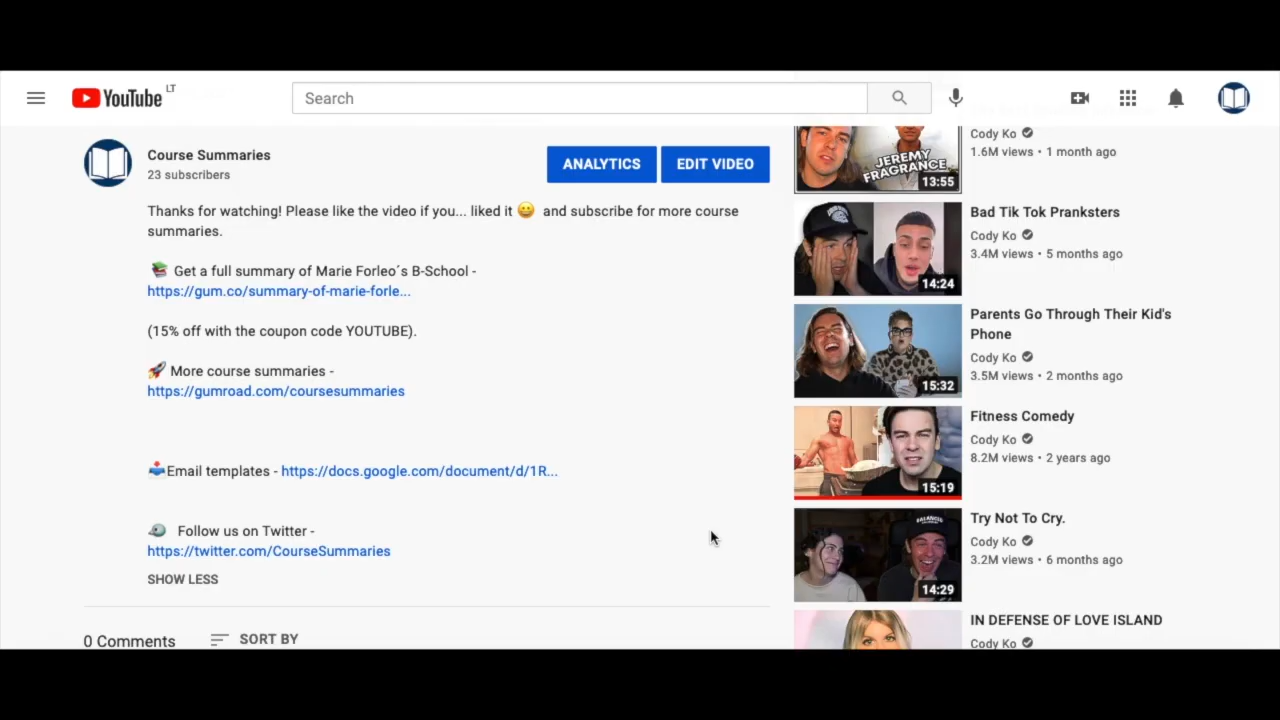 YouTube LT
Search
Course Summaries
23 subscribers
ANALYTICS
EDIT VIDEO
Thanks for watching! Please like the video if you... liked it 😀 and subscribe for more course
summaries.
📚 Get a full summary of Marie Forleo´s B-School -
https://gum.co/summary-of-marie-forle...
(15% off with the coupon code YOUTUBE).
🚀 More course summaries -
https://gumroad.com/coursesummaries
📥Email templates - https://docs.google.com/document/d/1R...
Follow us on Twitter -
https://twitter.com/CourseSummaries
SHOW LESS
0 Comments
SORT BY
JEREMY
FRAGRANCE
13:55
Cody Ko
1.6M views • 1 month ago
14:24
Bad Tik Tok Pranksters
Cody Ko
3.4M views • 5 months ago
15:32
Parents Go Through Their Kid's
Phone
Cody Ko
3.5M views • 2 months ago
15:19
Fitness Comedy
Cody Ko
8.2M views • 2 years ago
BALANCED
14:29
Try Not To Cry.
Cody Ko
3.2M views • 6 months ago
IN DEFENSE OF LOVE ISLAND
Cody Ko